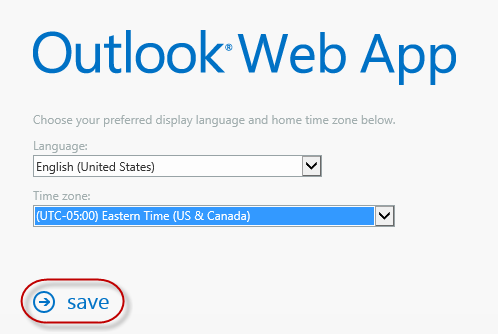 Outlook® Web App
Choose your preferred display language and home time zone below.
Language:
English (United States)
Time zone:
(UTC-05:00) Eastern Time (US & Canada)
save